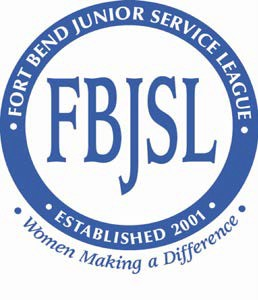 • FORT BEND JUNIOR SERVICE LEAGUE •
FBJSL
ESTABLISHED 2001
• Women Making a Difference •